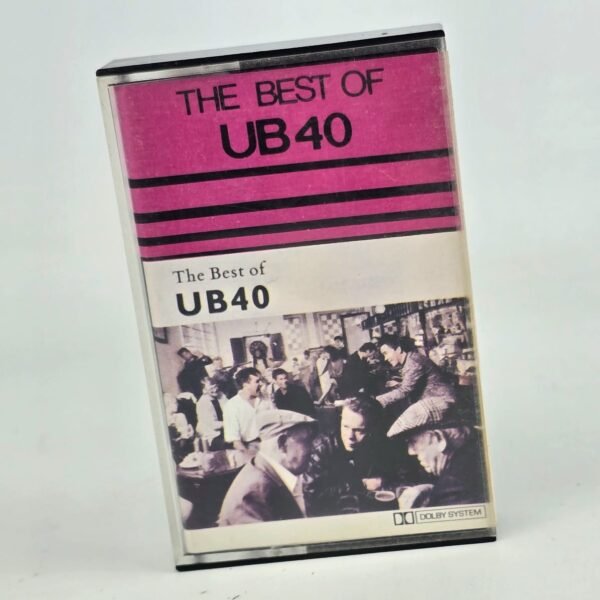 THE BEST OF
UB40
The Best of
UB40
DOLBY SYSTEM